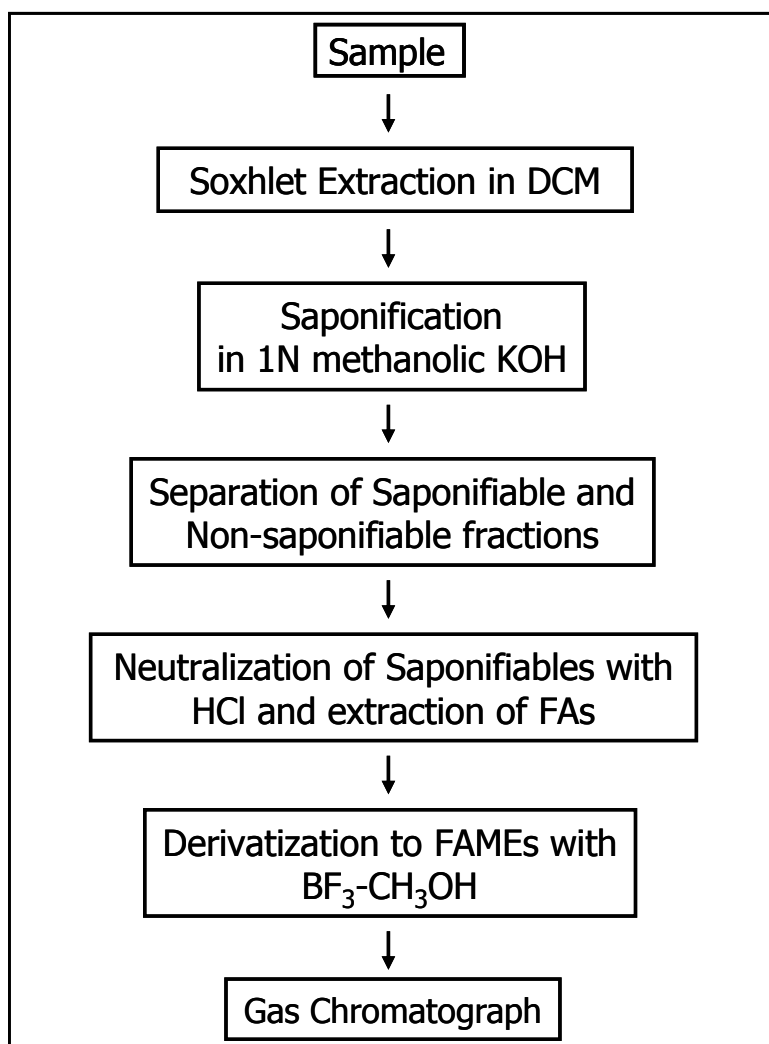 Sample
Soxhlet Extraction in DCM
Saponification
in 1N methanolic KOH
Separation of Saponifiable and
Non-saponifiable fractions
Neutralization of Saponifiables with
HCl and extraction of FAs
Derivatization to FAMEs with
BF₃-CH₃OH
Gas Chromatograph